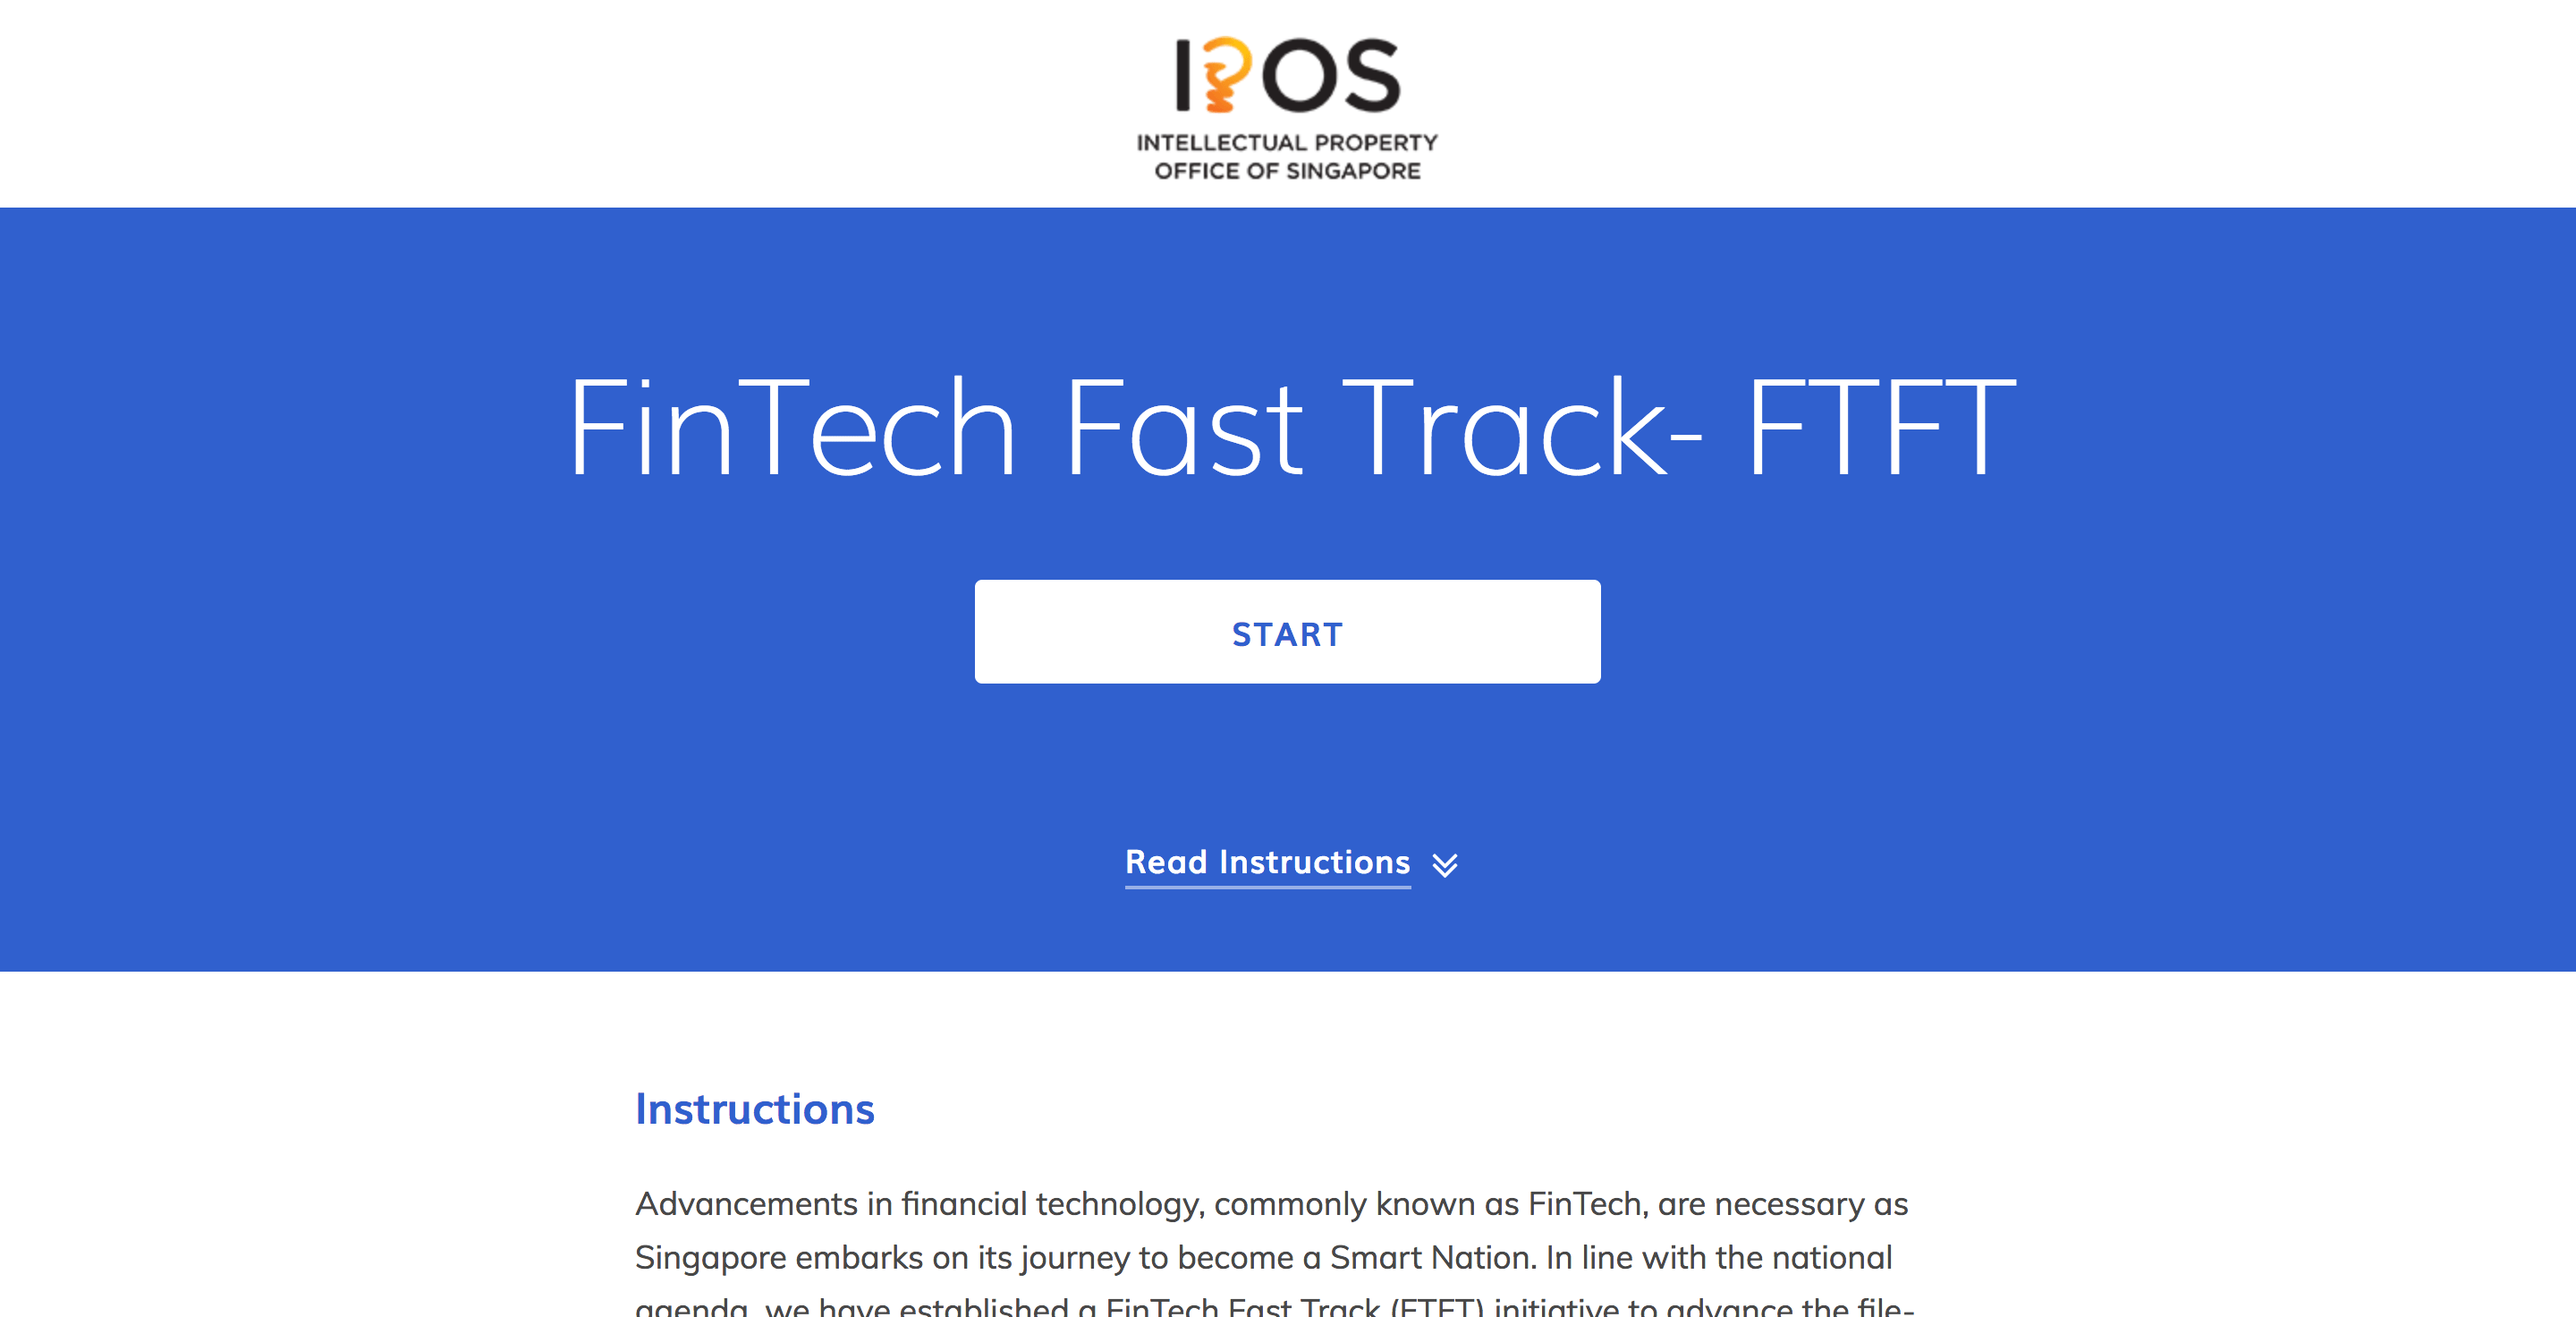 IPOS
INTELLECTUAL PROPERTY
OFFICE OF SINGAPORE
FinTech Fast Track- FTFT
START
Read Instructions
Instructions
Advancements in financial technology, commonly known as FinTech, are necessary as
Singapore embarks on its journey to become a Smart Nation. In line with the national
agenda, we have established a FinTech Fast Track (FTFT) initiative to advance the file-